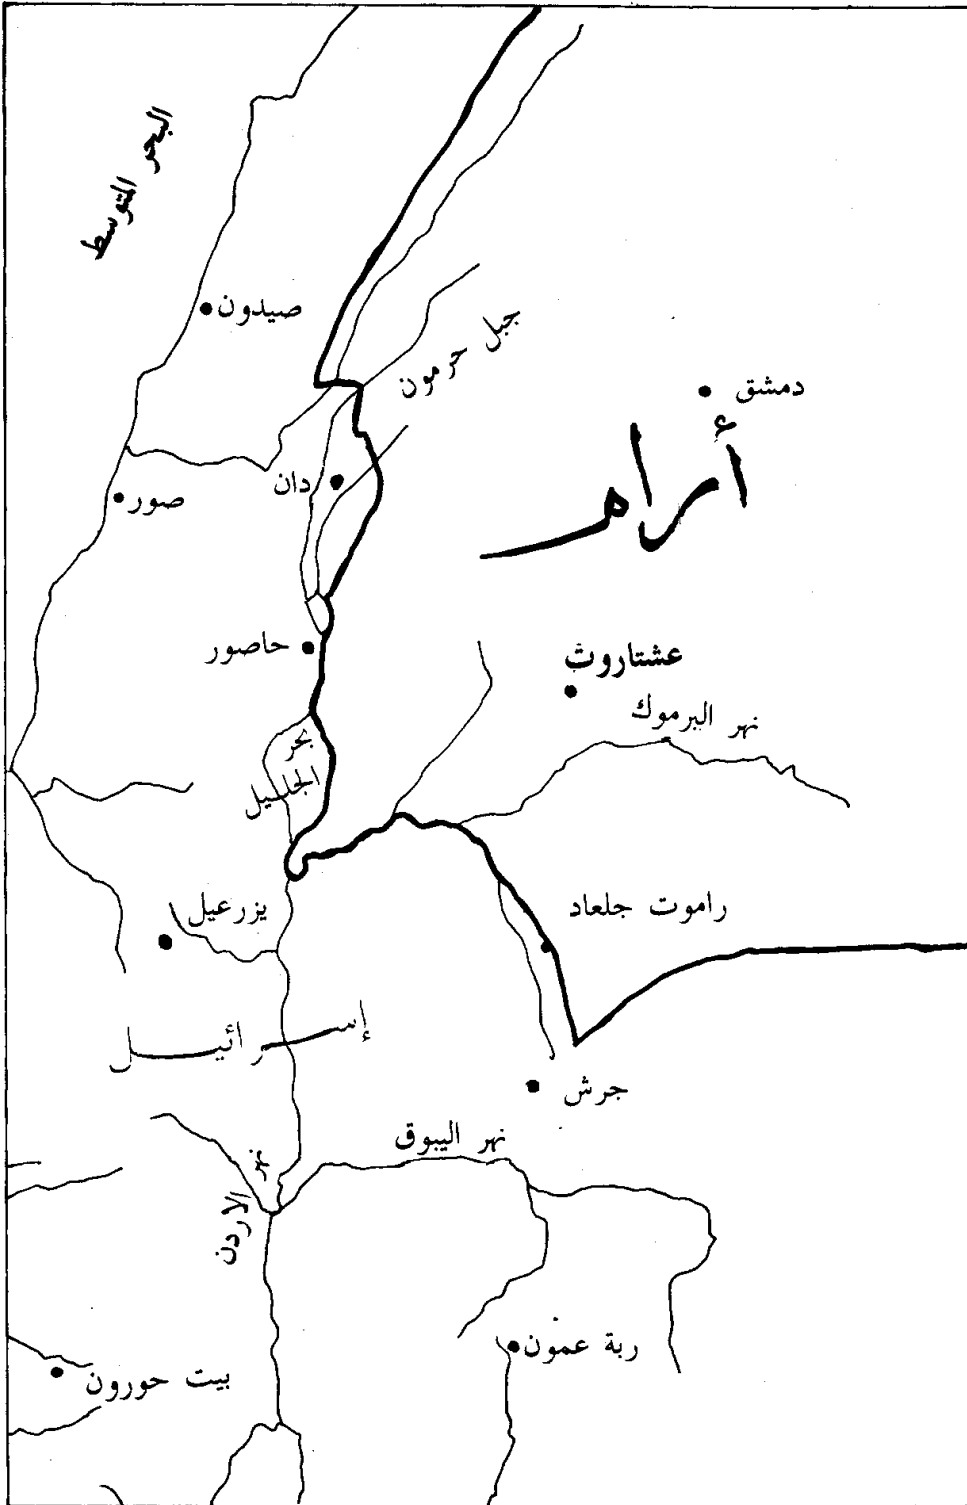 البحر المتوسط
صيدون
جبل حرمون
دمشق
أرام
دان
صور
حاصور
عشتاروث
نهر اليرموك
بحر
الجليل
راموت جلعاد
يزرعيل
إسرائيل
جرش
نهر اليبوق
نهر الاردن
ربة عمون
بيت حورون